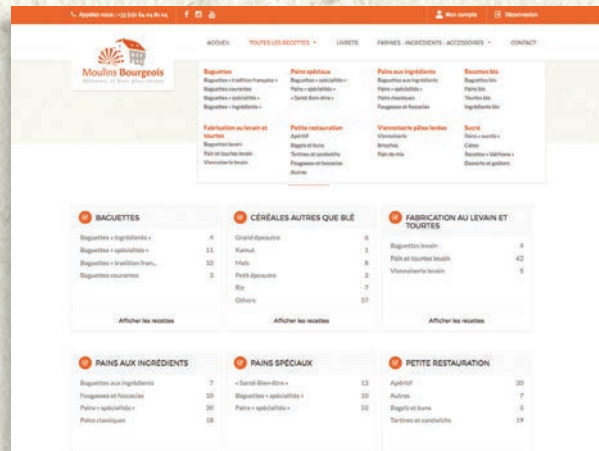 Appelez nous : +33 (0)1 64 04 81 04
Mon compte
Déconnexion
Moulins Bourgeois
ACCUEIL
TOUTES LES RECETTES
LIVRETS
FARINES - INGRÉDIENTS - ACCESSOIRES
CONTACT
Baguettes
Baguettes « tradition française »
Baguettes courantes
Baguettes « spécialités »
Baguettes « ingrédients »
Pains spéciaux
Baguettes « spécialités »
Pains « spécialités »
« Santé Bien-être »
Pains aux ingrédients
Baguettes aux ingrédients
Pains « spécialités »
Pains classiques
Fougasses et foccacias
Recettes bio
Baguettes bio
Pains bio
Tourtes bio
Ingrédients bio
Fabrication au levain et
tourtes
Baguettes levain
Pain et tourtes levain
Viennoiserie levain
Petite restauration
Apéritif
Bagels et buns
Tartines et sandwichs
Fougasses et foccacias
Autres
Viennoiserie pâtes levées
Viennoiserie
Brioches
Pain de mie
Sucré
Pains « sucrés »
Cakes
Recettes « Valrhona »
Desserts et goûters
BAGUETTES
Baguettes « ingrédients » 4
Baguettes « spécialités » 11
Baguettes « tradition fran... 10
Baguettes courantes 3
Afficher les recettes
CÉRÉALES AUTRES QUE BLÉ
Grand épeautre 6
Kamut 1
Maïs 8
Petit épeautre 3
Riz 7
Others 37
Afficher les recettes
FABRICATION AU LEVAIN ET
TOURTES
Baguettes levain 4
Pain et tourtes levain 42
Viennoiserie levain 5
Afficher les recettes
PAINS AUX INGRÉDIENTS
Baguettes aux ingrédients 7
Fougasses et foccacias 10
Pains « spécialités » 30
Pains classiques 18
PAINS SPÉCIAUX
« Santé Bien-être » 12
Baguettes « spécialités » 10
Pains « spécialités » 20
PETITE RESTAURATION
Apéritif 20
Autres 7
Bagels et buns 5
Tartines et sandwichs 19